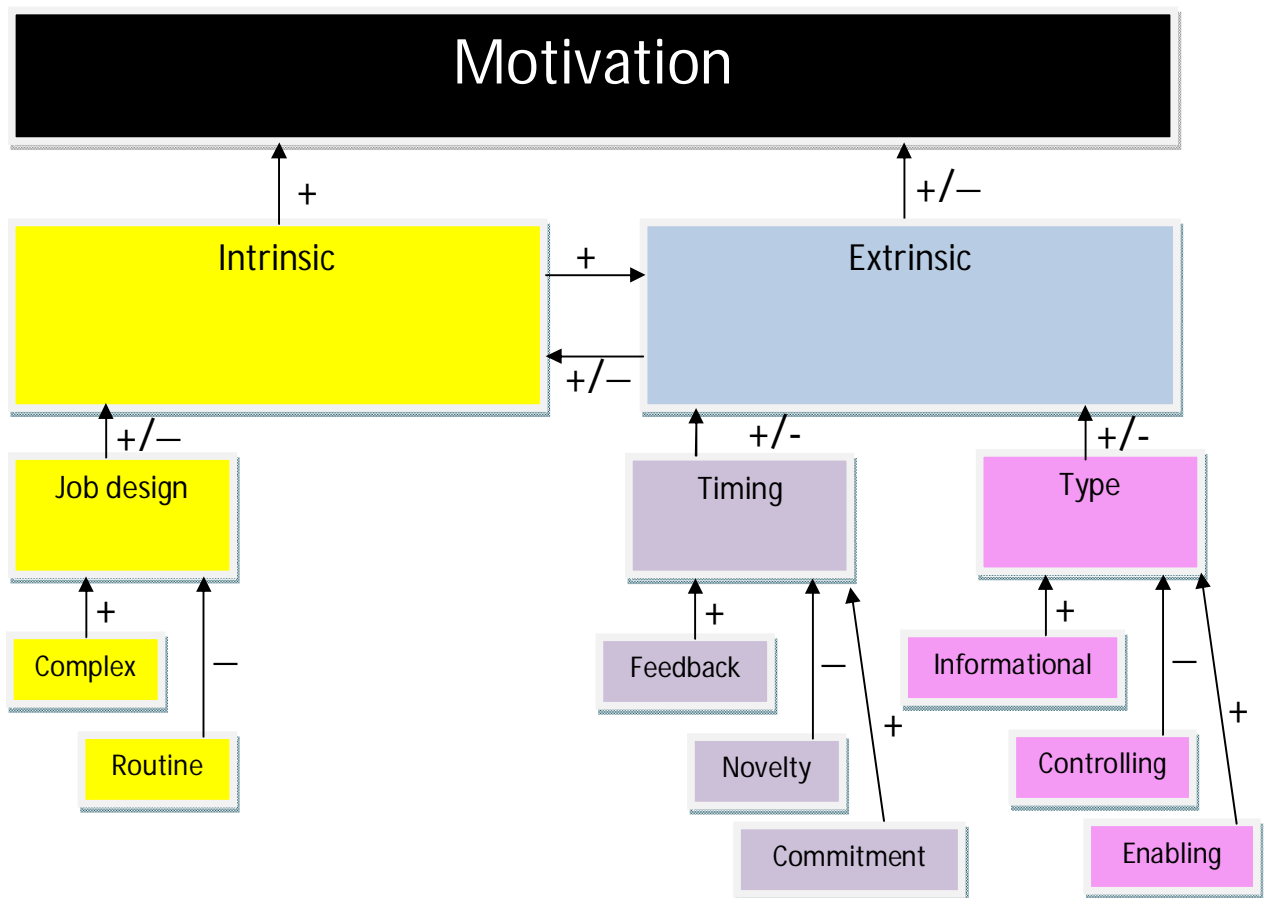 Motivation
+
+/—
Intrinsic
+
Extrinsic
+/—
+/—
+/-
+/-
Job design
Timing
Type
+
+
+
Complex
—
Feedback
—
Informational
—
+
+
Routine
Novelty
Controlling
Commitment
Enabling